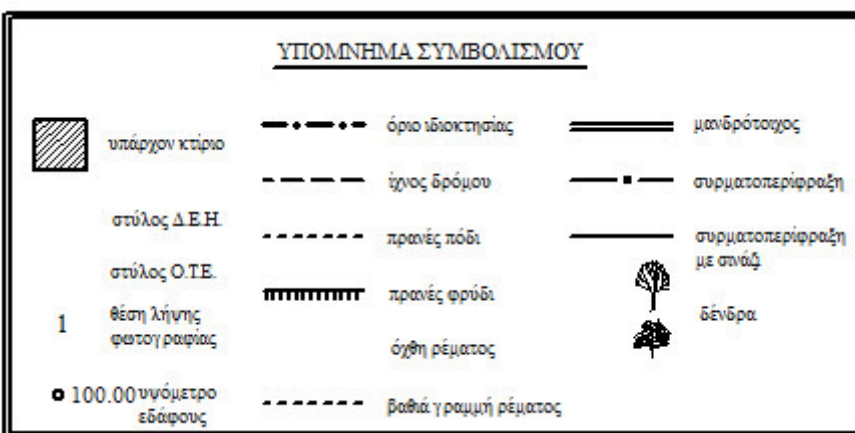 ΥΠΟΜΝΗΜΑ ΣΥΜΒΟΛΙΣΜΟΥ
υπάρχον κτίριο
στύλος Δ.Ε.Η.
στύλος Ο.Τ.Ε.
1 θέση λήψης
φωτογραφίας
100.00 υψόμετρο
εδάφους
όριο ιδιοκτησίας
ίχνος δρόμου
πρανές πόδι
πρανές φρύδι
όχθη ρέματος
βαθιά γραμμή ρέματος
μανδρότοιχος
συρματοπερίφραξη
συρματοπερίφραξη
με σινάζι
δένδρα